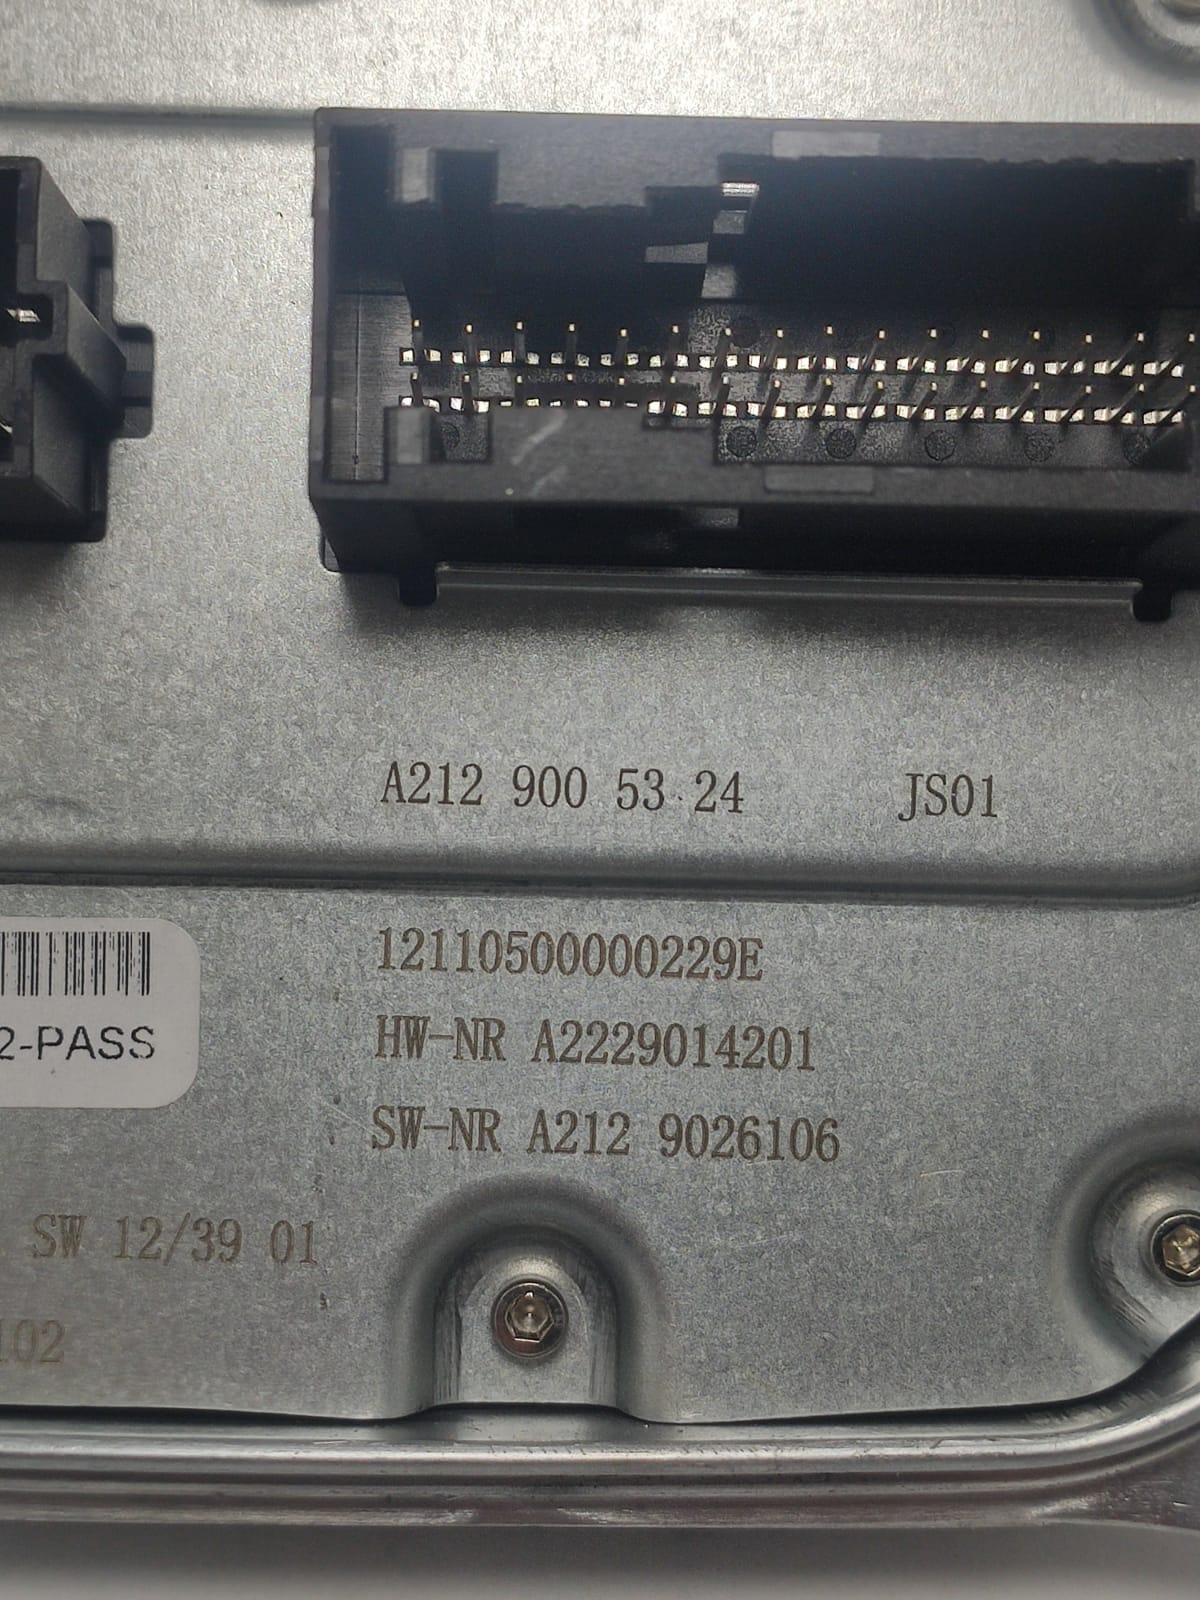 A212 900 53 24 JS01
12110500000229E
2-PASS
HW-NR A2229014201
SW-NR A212 9026106
SW 12/39 01
102